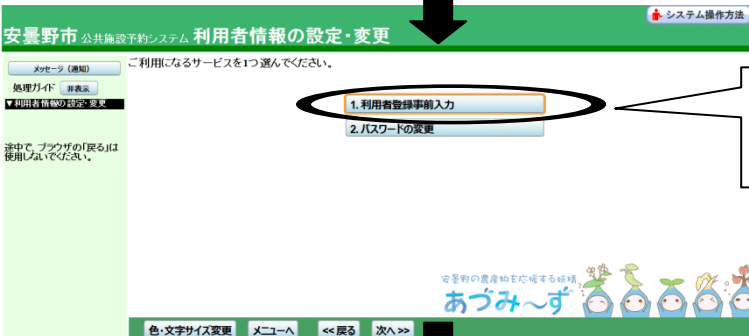 システム操作方法
安曇野市 公共施設予約システム 利用者情報の設定・変更
メッセージ（通知）
処理ガイド 非表示
▼利用者情報の設定・変更
途中で、ブラウザの「戻る」は
使用しないでください。
ご利用になるサービスを1つ選んでください。
1. 利用者登録事前入力
2. パスワードの変更
安曇野の農産物を応援する妖精
あづみ～ず
色・文字サイズ変更 メニューへ <<戻る 次へ>>